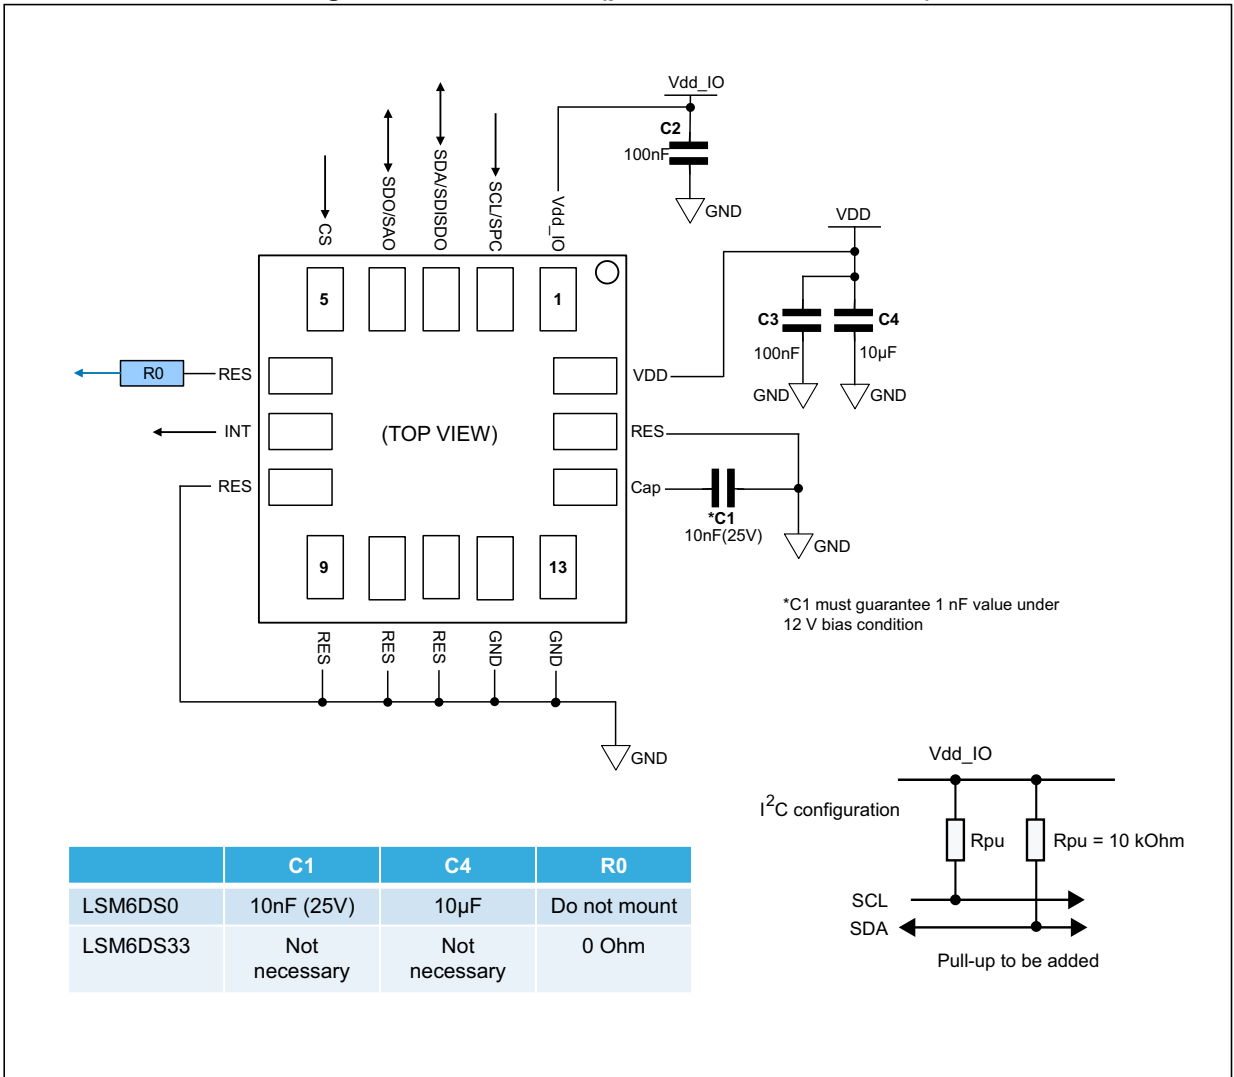 Vdd_IO
C2
100nF
GND
CS
SDO/SAO
SDA/SDISDO
SCL/SPC
Vdd_IO
VDD
C3
C4
100nF
10µF
GND
GND
5
1
R0
RES
VDD
INT
(TOP VIEW)
RES
RES
Cap
*C1
10nF(25V)
GND
9
13
*C1 must guarantee 1 nF value under
12 V bias condition
RES
RES
RES
GND
GND
GND
Vdd_IO
I2C configuration
Rpu
Rpu = 10 kOhm
SCL
SDA
Pull-up to be added
C1 C4 R0
LSM6DS0 10nF (25V) 10µF Do not mount
LSM6DS33 Not necessary Not necessary 0 Ohm